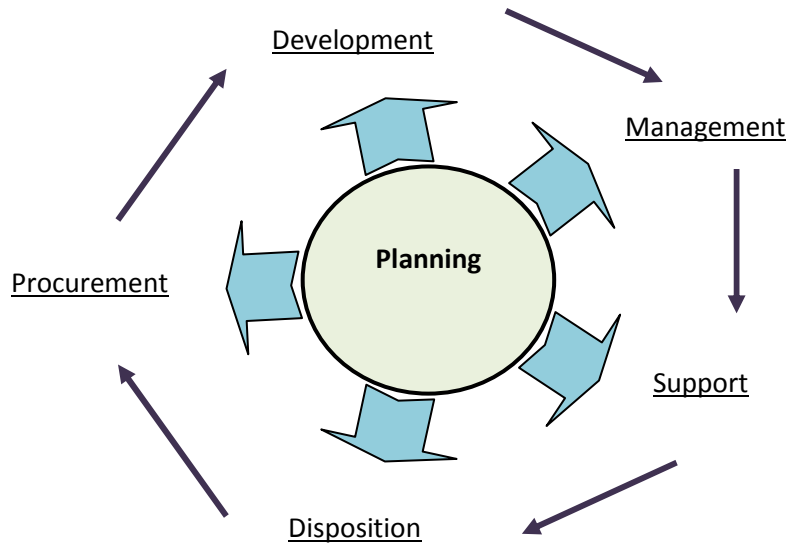 Development
Management
Planning
Procurement
Support
Disposition